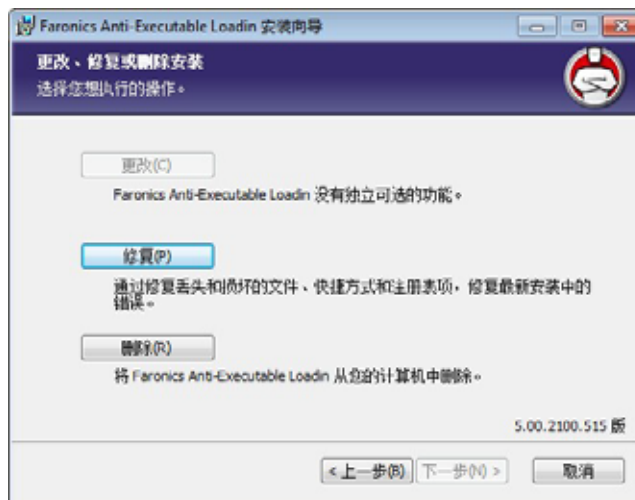 Faronics Anti-Executable Loadin 安装向导
更改、修复或删除安装
选择您想执行的操作。
更改(C)
Faronics Anti-Executable Loadin 没有独立可选的功能。
修复(P)
通过修复丢失和损坏的文件、快捷方式和注册表项，修复最新安装中的
错误。
删除(R)
将 Faronics Anti-Executable Loadin 从您的计算机中删除。
5.00.2100.515 版
<上一步(B) 下一步(N) > 取消